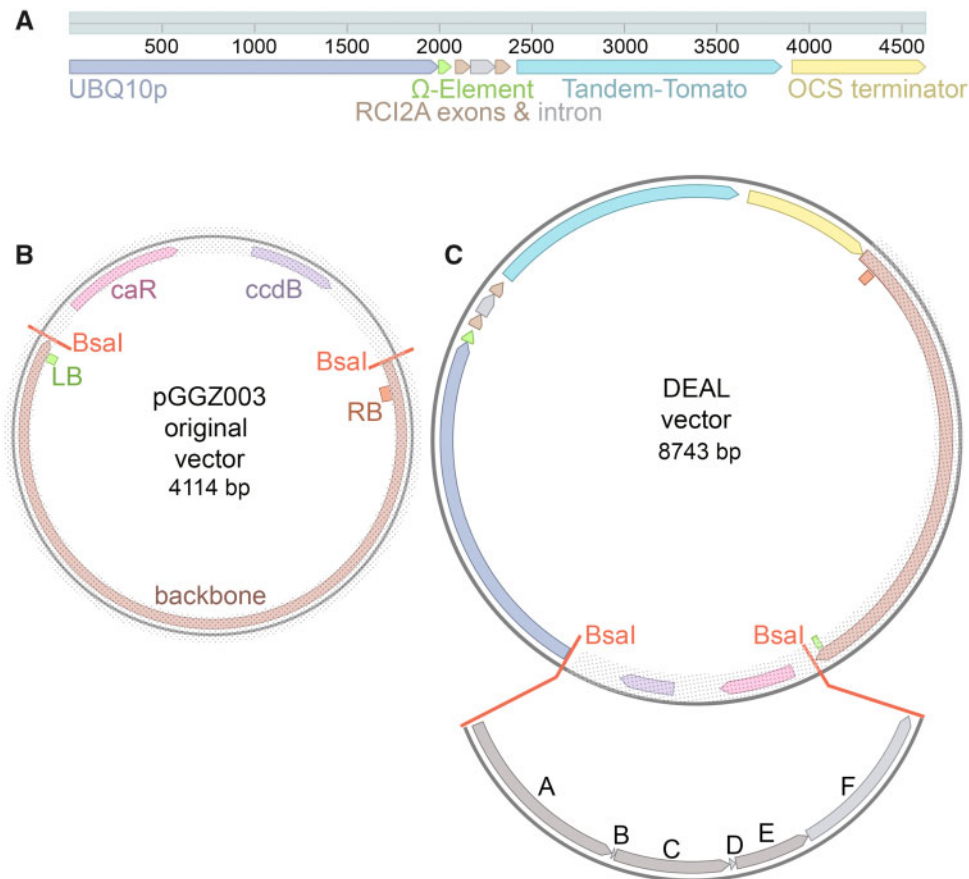 A
500 1000 1500 2000 2500 3000 3500 4000 4500
UBQ10p Ω-Element Tandem-Tomato OCS terminator
RCI2A exons & intron
B
caR ccdB
BsaI
BsaI
LB
RB
pGGZ003
original
vector
4114 bp
backbone
C
DEAL
vector
8743 bp
BsaI BsaI
A
B
C
D
E
F